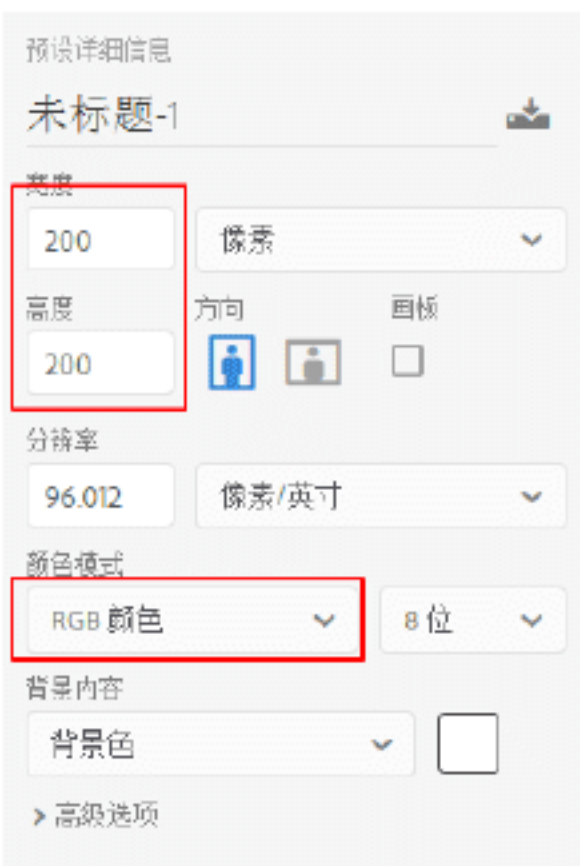 预设详细信息
未标题-1
宽度
200 像素
高度 方向 画板
200
分辨率
96.012 像素/英寸
颜色模式
RGB 颜色 8 位
背景内容
背景色
高级选项